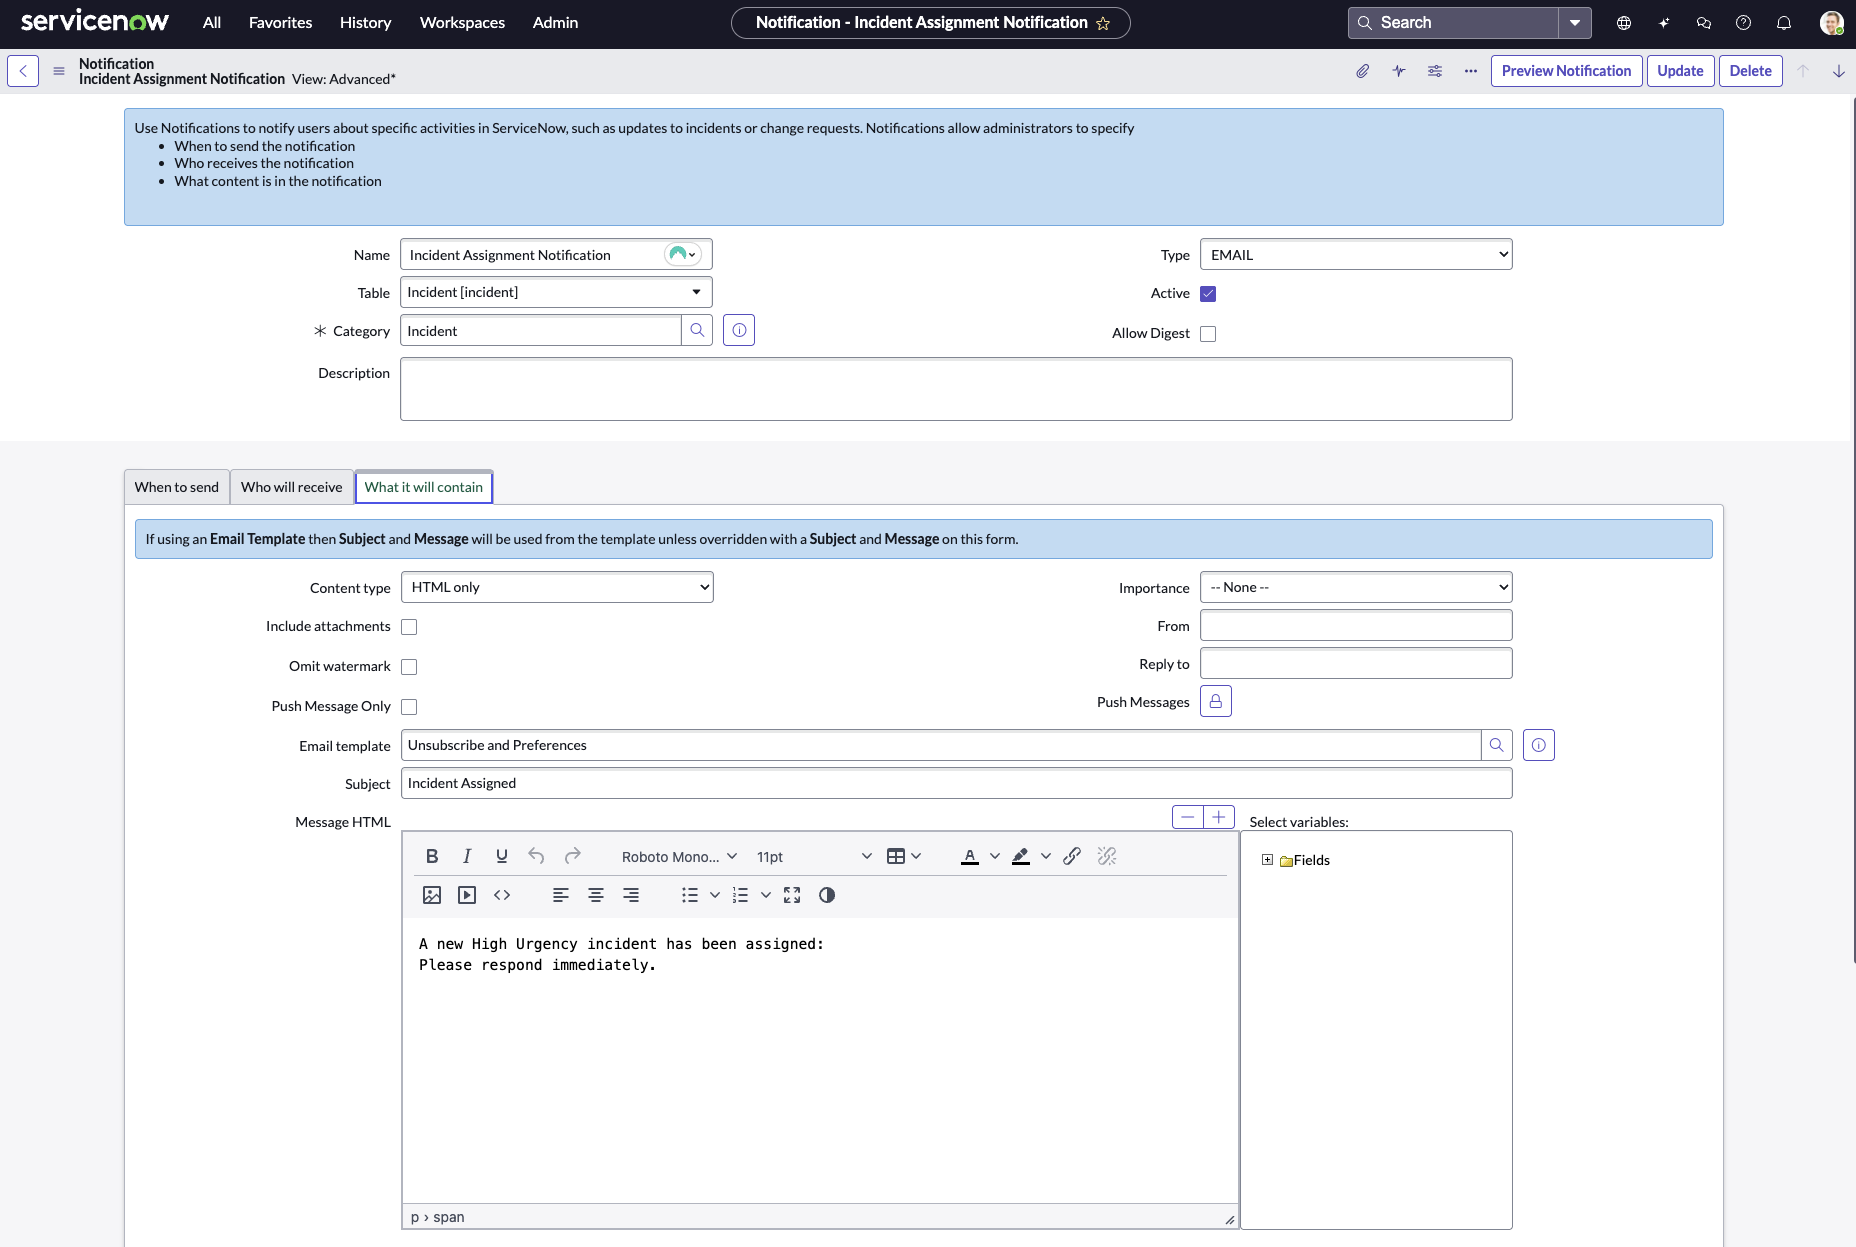 servicenow All Favorites History Workspaces Admin Notification - Incident Assignment Notification Search
Notification
Incident Assignment Notification View: Advanced*
Preview Notification Update Delete
Use Notifications to notify users about specific activities in ServiceNow, such as updates to incidents or change requests. Notifications allow administrators to specify
• When to send the notification
• Who receives the notification
• What content is in the notification
Name Incident Assignment Notification Type EMAIL
Table Incident [incident] Active
Category Incident Allow Digest
Description
When to send Who will receive What it will contain
If using an Email Template then Subject and Message will be used from the template unless overridden with a Subject and Message on this form.
Content type HTML only Importance -- None --
Include attachments From
Omit watermark Reply to
Push Message Only Push Messages
Email template Unsubscribe and Preferences
Subject Incident Assigned
Message HTML Select variables:
B I U Roboto Mono... 11pt A
Fields
A new High Urgency incident has been assigned:
Please respond immediately.
p › span